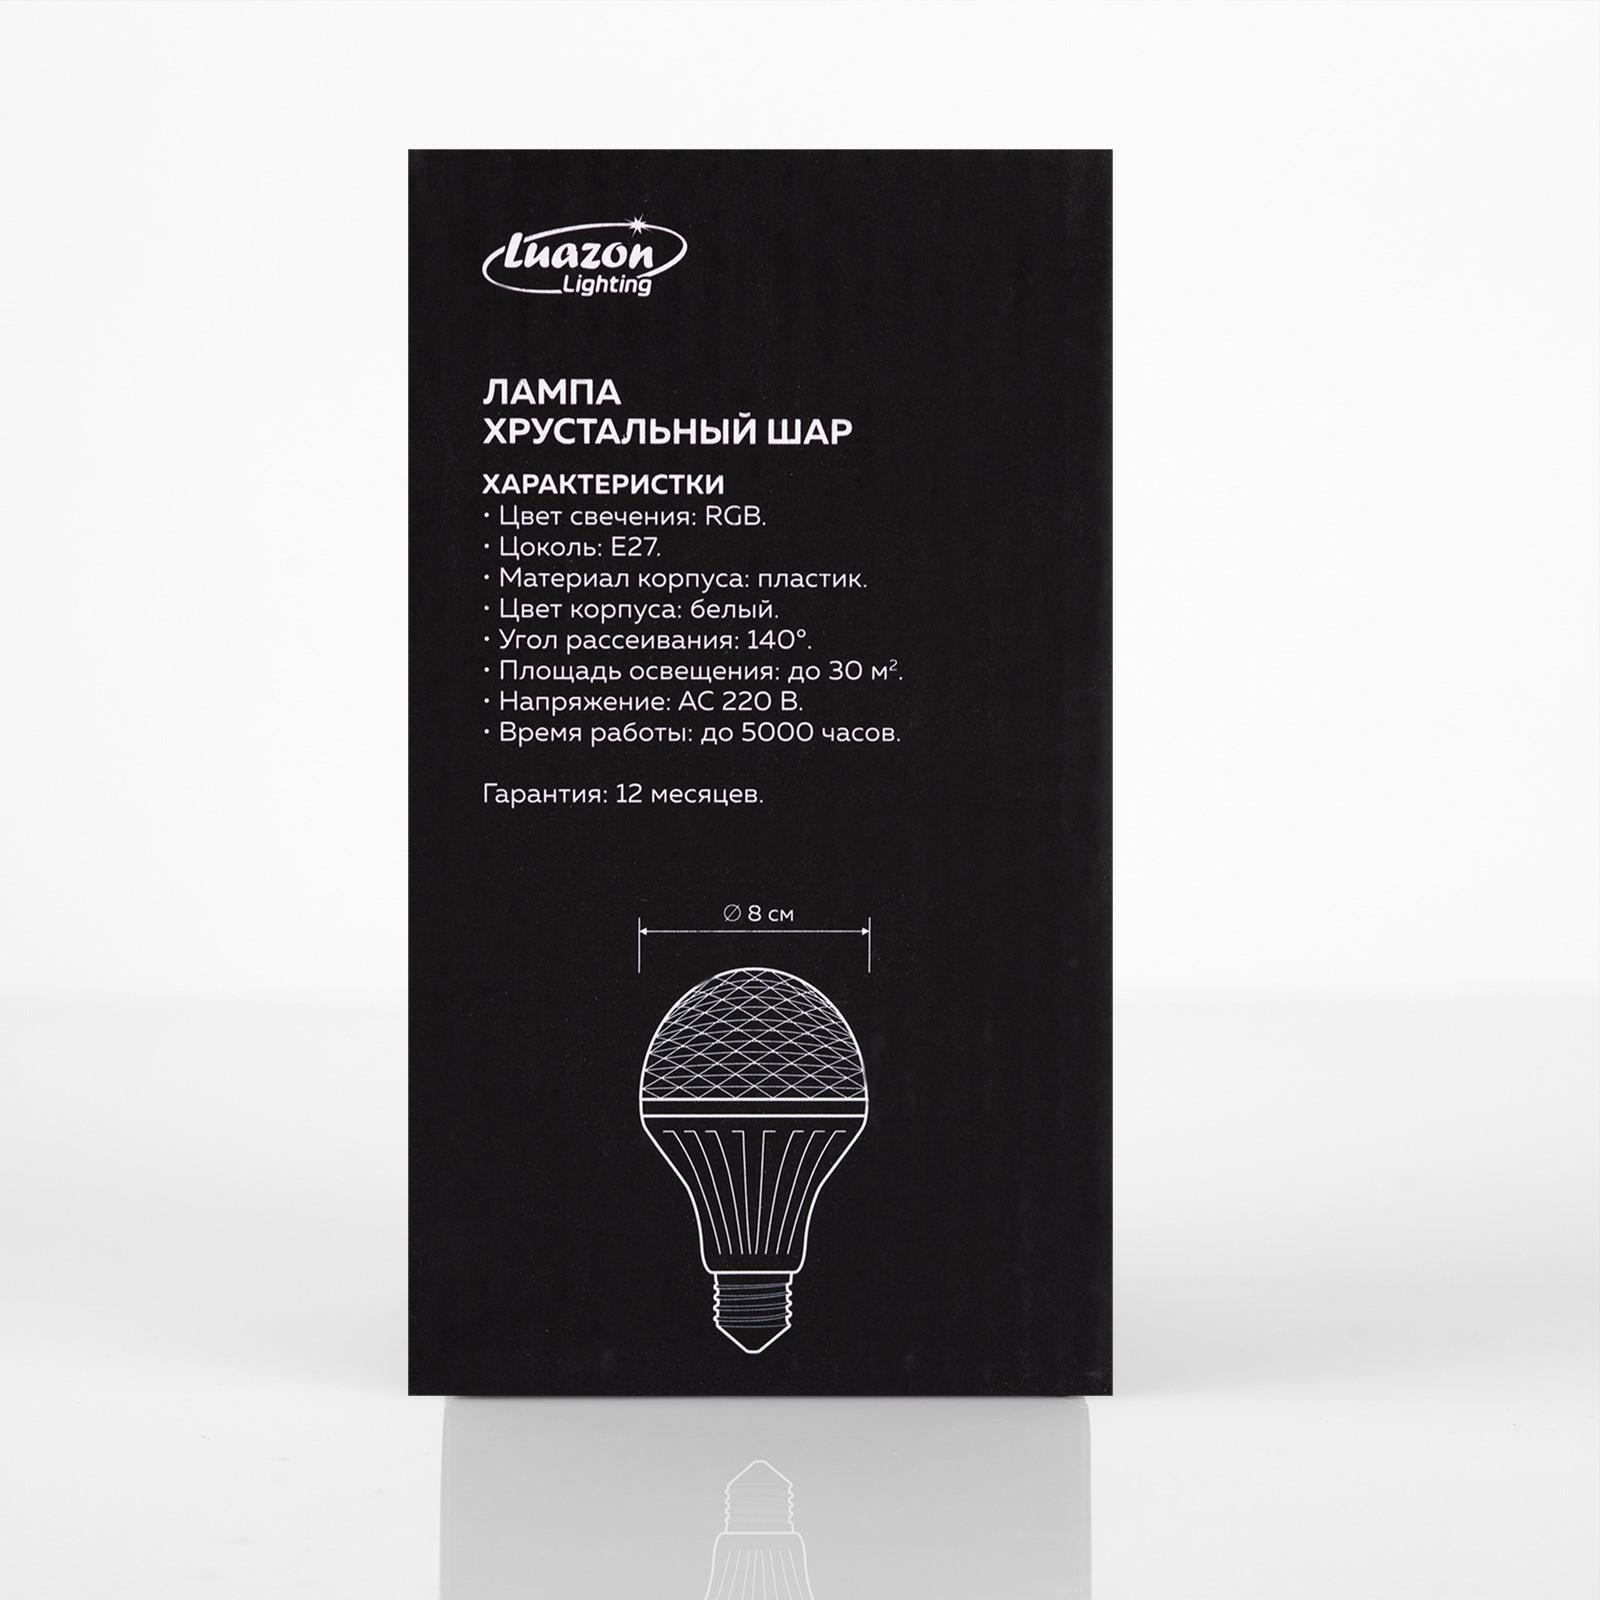 Luazon
Lighting
ЛАМПА
ХРУСТАЛЬНЫЙ ШАР
ХАРАКТЕРИСТКИ
• Цвет свечения: RGB.
• Цоколь: E27.
• Материал корпуса: пластик.
• Цвет корпуса: белый.
• Угол рассеивания: 140°.
• Площадь освещения: до 30 м².
• Напряжение: AC 220 В.
• Время работы: до 5000 часов.
Гарантия: 12 месяцев.
∅ 8 см